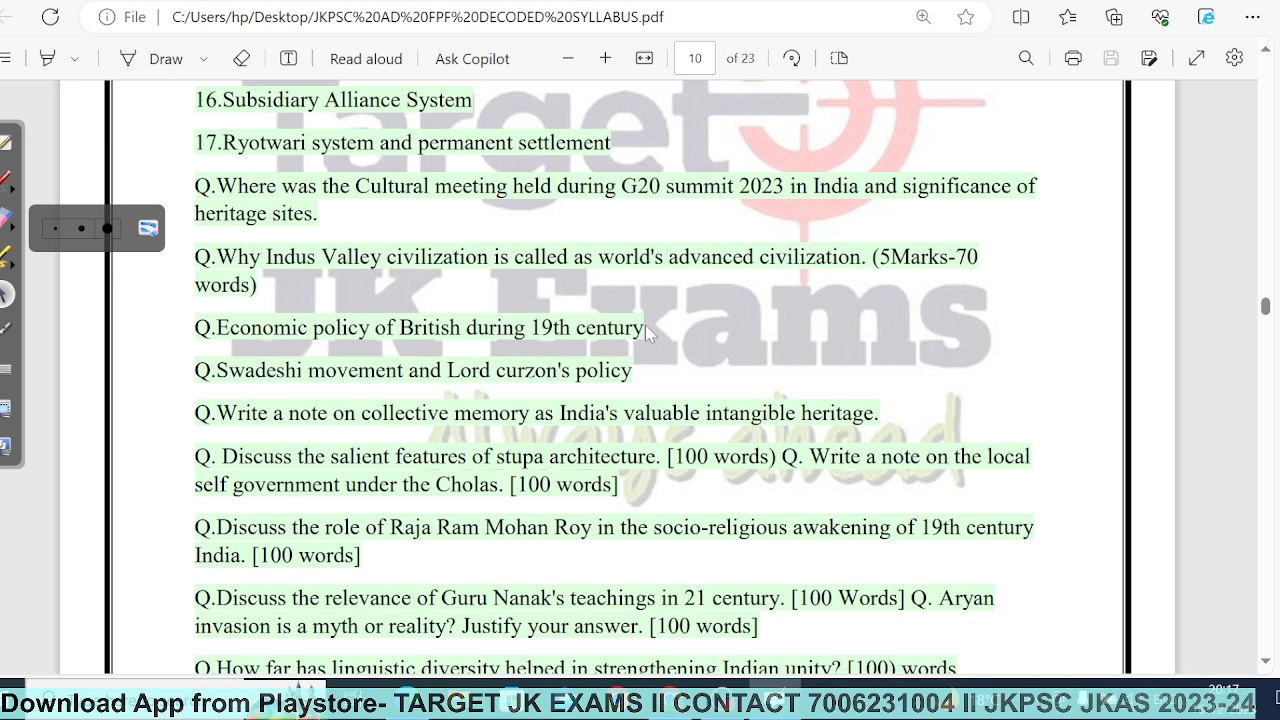 File C:/Users/hp/Desktop/JKPSC%20AD%20FPF%20DECODED%20SYLLABUS.pdf
Draw Read aloud Ask Copilot 10 of 23
Target
JK Exams
Always ahead
16.Subsidiary Alliance System
17.Ryotwari system and permanent settlement
Q.Where was the Cultural meeting held during G20 summit 2023 in India and significance of
heritage sites.
Q.Why Indus Valley civilization is called as world's advanced civilization. (5Marks-70
words)
Q.Economic policy of British during 19th century
Q.Swadeshi movement and Lord curzon's policy
Q.Write a note on collective memory as India's valuable intangible heritage.
Q. Discuss the salient features of stupa architecture. [100 words) Q. Write a note on the local
self government under the Cholas. [100 words]
Q.Discuss the role of Raja Ram Mohan Roy in the socio-religious awakening of 19th century
India. [100 words]
Q.Discuss the relevance of Guru Nanak's teachings in 21 century. [100 Words] Q. Aryan
invasion is a myth or reality? Justify your answer. [100 words]
Q.How far has linguistic diversity helped in strengthening Indian unity? [100) words
Download App from Playstore- TARGET JK EXAMS II CONTACT 7006231004 II JKPSC JKAS 2023-24